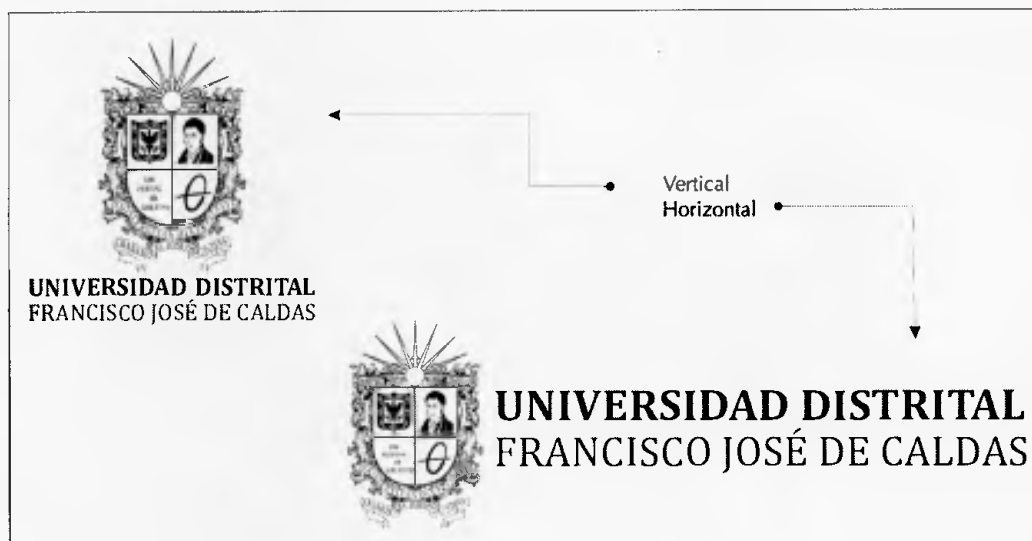 UNIVERSIDAD DISTRITAL
FRANCISCO JOSÉ DE CALDAS
Vertical
Horizontal
UNIVERSIDAD DISTRITAL
FRANCISCO JOSÉ DE CALDAS